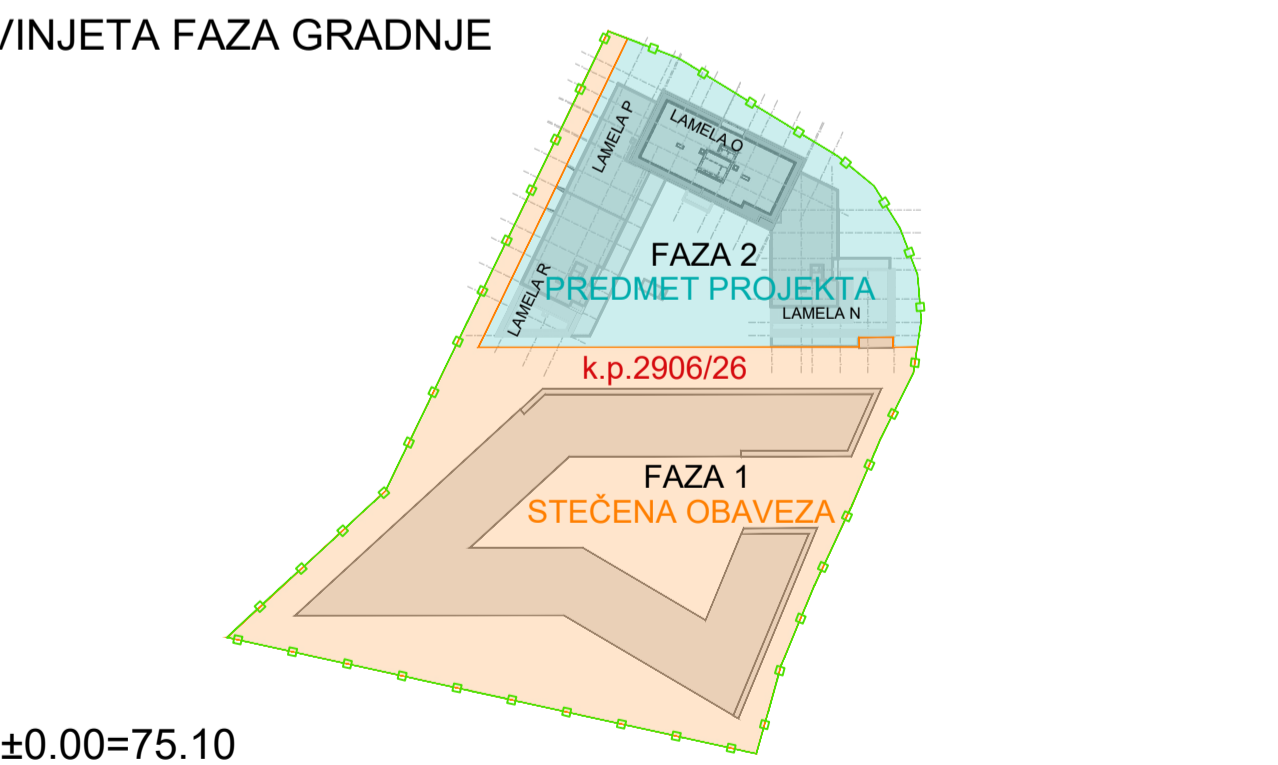 VINJETA FAZA GRADNJE
LAMELA P
LAMELA O
LAMELA R
FAZA 2
PREDMET PROJEKTA
LAMELA N
k.p.2906/26
FAZA 1
STEČENA OBAVEZA
±0.00=75.10